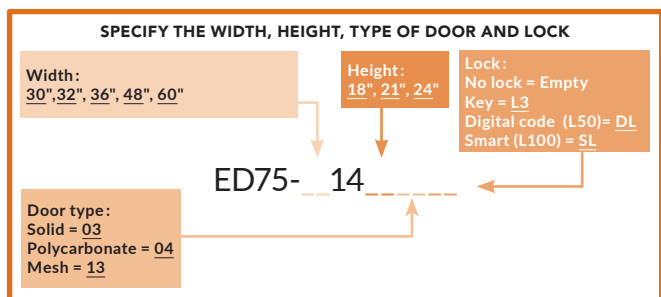 SPECIFY THE WIDTH, HEIGHT, TYPE OF DOOR AND LOCK
Width:
30",32", 36", 48", 60"
Height:
18", 21", 24"
Lock:
No lock = Empty
Key = L3
Digital code (L50)= DL
Smart (L100) = SL
ED75-__14______
Door type:
Solid = 03
Polycarbonate = 04
Mesh = 13